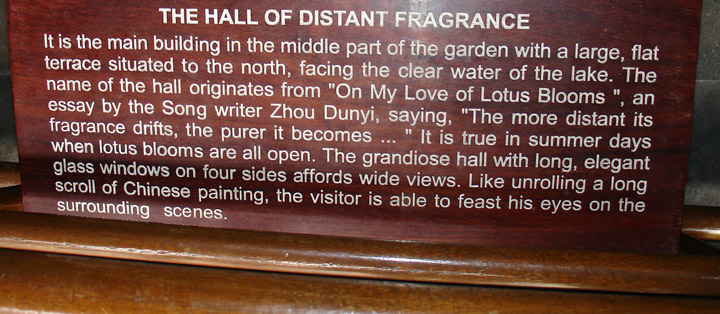 THE HALL OF DISTANT FRAGRANCE
It is the main building in the middle part of the garden with a large, flat
terrace situated to the north, facing the clear water of the lake. The
name of the hall originates from "On My Love of Lotus Blooms ", an
essay by the Song writer Zhou Dunyi, saying, "The more distant its
fragrance drifts, the purer it becomes ... " It is true in summer days
when lotus blooms are all open. The grandiose hall with long, elegant
glass windows on four sides affords wide views. Like unrolling a long
scroll of Chinese painting, the visitor is able to feast his eyes on the
surrounding scenes.